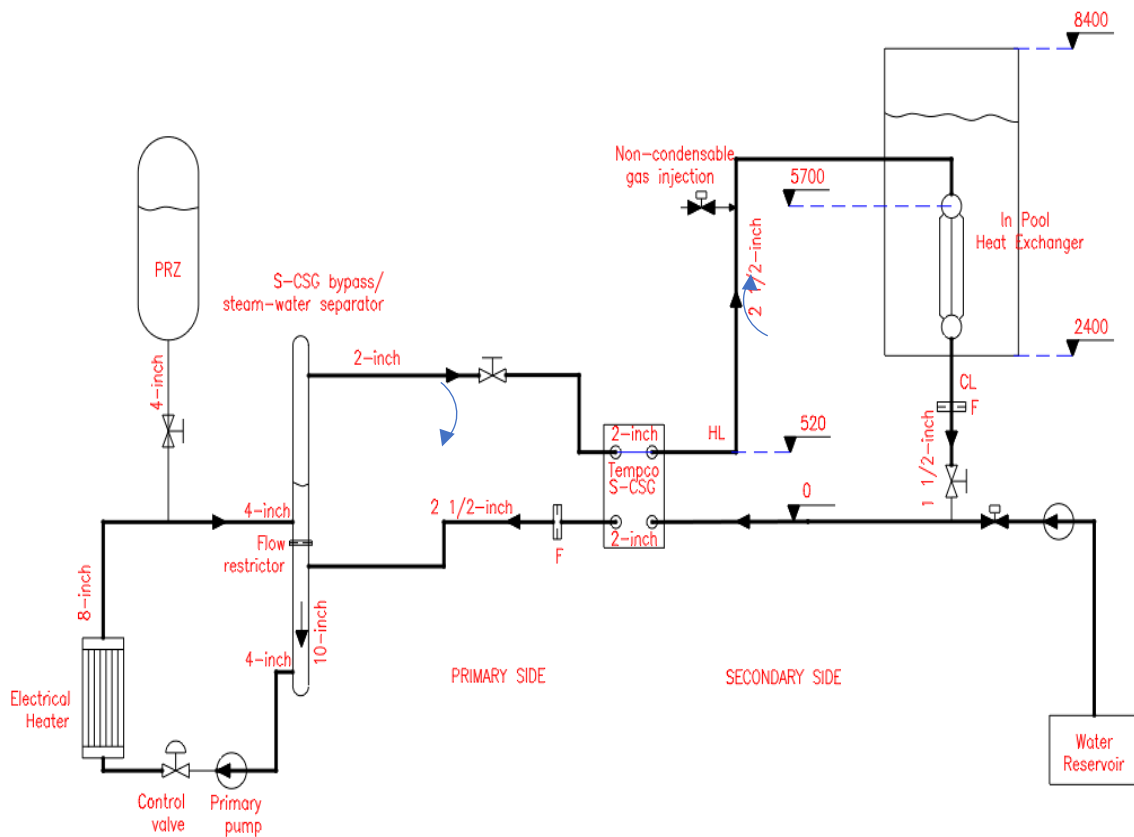 8400
Non-condensable
gas injection
5700
In Pool
Heat Exchanger
2 1/2-inch
PRZ
S-CSG bypass/
steam-water separator
2-inch
4-inch
2400
CL
F
1 1/2-inch
2-inch
HL
520
Tempco
S-CSG
0
2-inch
4-inch
2 1/2-inch
F
Flow
restrictor
8-inch
10-inch
4-inch
PRIMARY SIDE
SECONDARY SIDE
Electrical
Heater
Water
Reservoir
Control
valve
Primary
pump